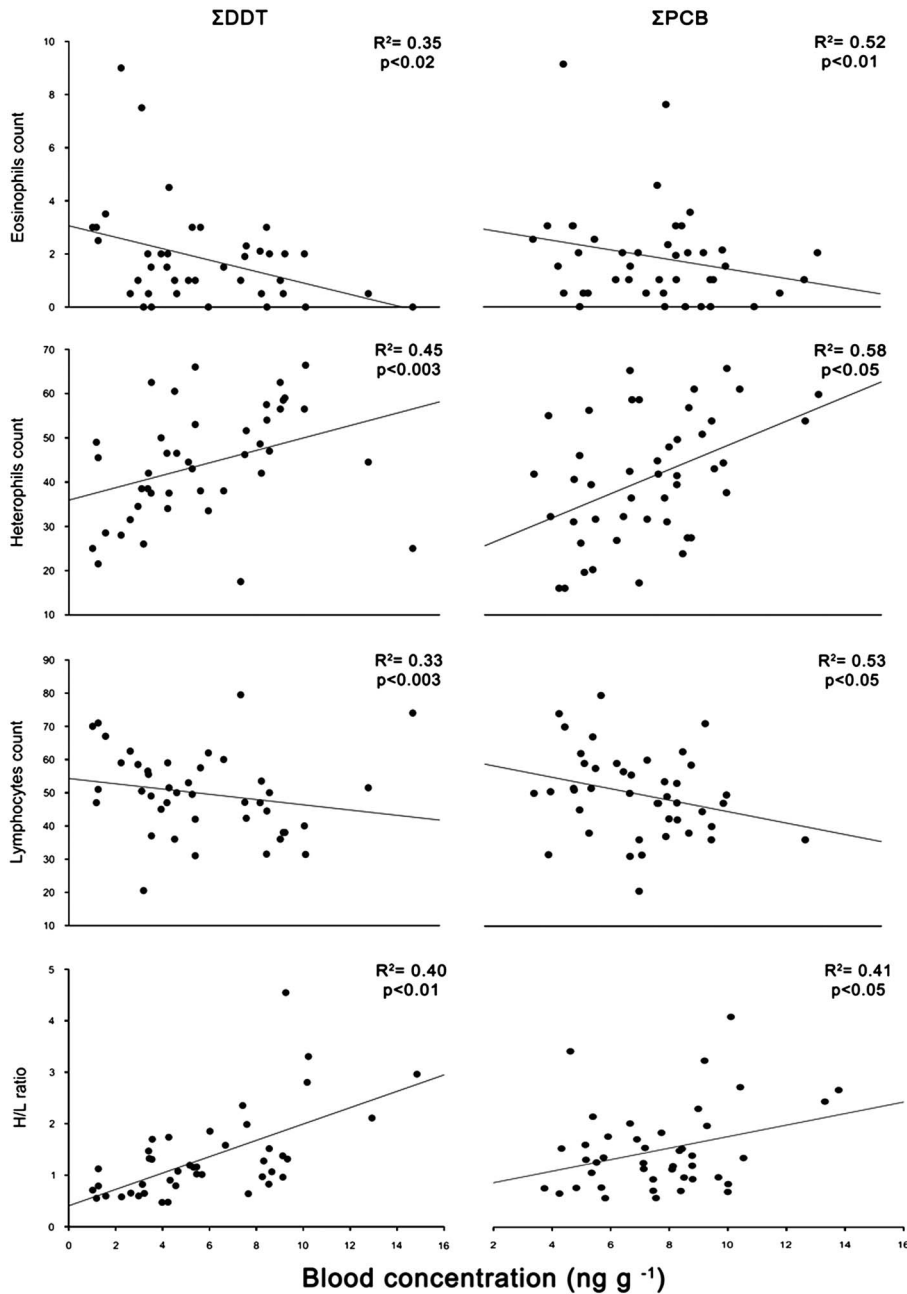 ΣDDT ΣPCB
R²= 0.35
p<0.02
R²= 0.52
p<0.01
Eosinophils count
10
8
6
4
2
0
R²= 0.45
p<0.003
R²= 0.58
p<0.05
Heterophils count
70
60
50
40
30
20
10
R²= 0.33
p<0.003
R²= 0.53
p<0.05
Lymphocytes count
90
80
70
60
50
40
30
20
10
R²= 0.40
p<0.01
R²= 0.41
p<0.05
H/L ratio
5
4
3
2
1
0
0 2 4 6 8 10 12 14 16 2 4 6 8 10 12 14 16
Blood concentration (ng g -1)